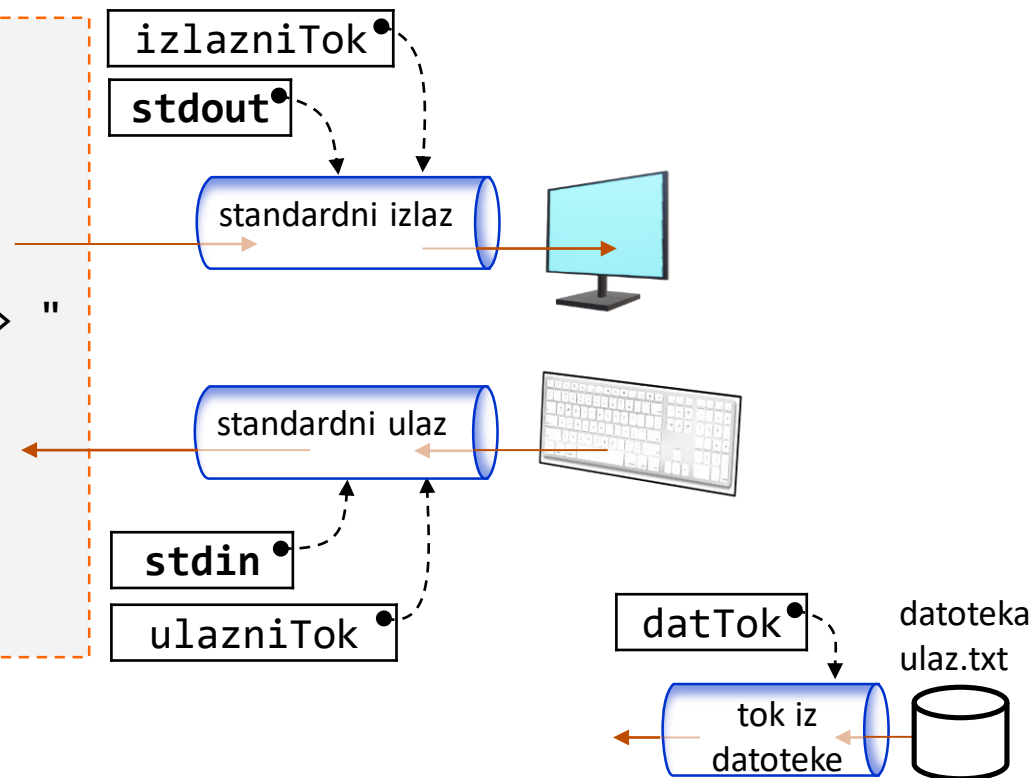 izlazniTok
stdout
standardni izlaz
> "
standardni ulaz
stdin
ulazniTok
datTok
datoteka
ulaz.txt
tok iz
datoteke